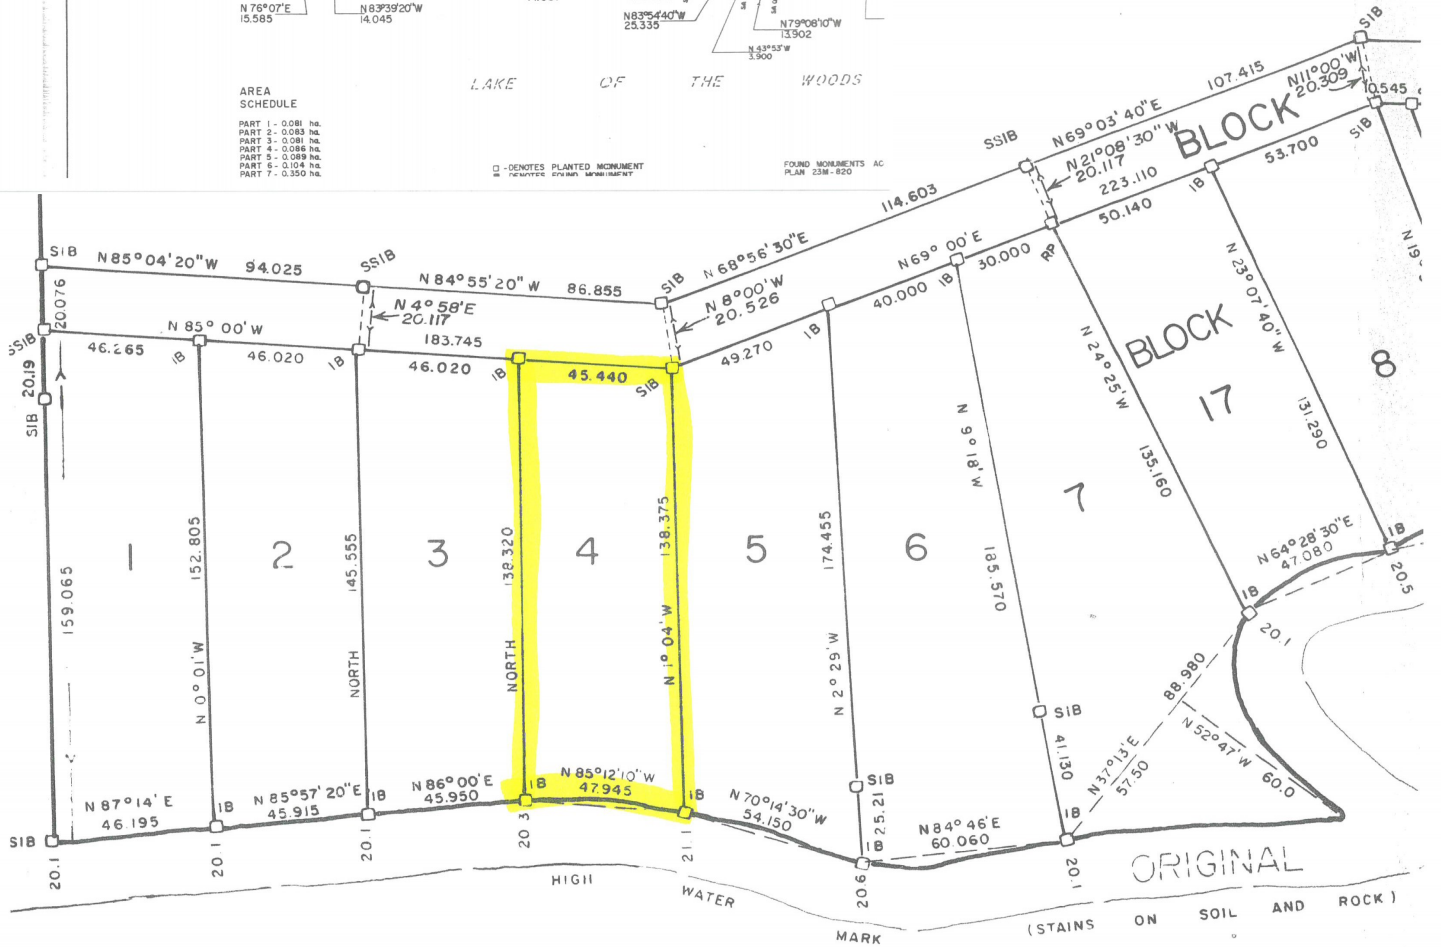 N 76°07'E
15.585
N 83°39'20"W
14.045
N83°54'40"W
25.335
N79°08'10"W
13.902
N 43°53'W
3.900
LAKE OF THE WOODS
AREA
SCHEDULE
PART 1 - 0.081 ha.
PART 2 - 0.083 ha.
PART 3 - 0.081 ha.
PART 4 - 0.086 ha.
PART 5 - 0.089 ha.
PART 6 - 0.104 ha.
PART 7 - 0.350 ha.
□ - DENOTES PLANTED MONUMENT
■ DENOTES FOUND MONUMENT
FOUND MONUMENTS AC
PLAN 23M-820
SIB
107.415
N11°00'W
20.309
10.545
SIB
N69°03'40"E
BLOCK
SSIB
N21°08'30"W
20.117
223.110
50.140
53.700
IB
RP
114.603
N 68°56'30"E
N69° 00'E
30.000
IB
40.000
IB
49.270
SIB
N 8°00'W
20.526
SIB
N85°04'20"W 94.025
SSIB
N 84°55'20" W 86.855
20.076
N 4°58'E
20.117
SSIB
N 85° 00' W
183.745
46.265
IB
46.020
IB
46.020
IB
45.440
SIB
20.19
SIB
N 24°25'W
135.160
N 23°07'40"W
131.290
N 19°
BLOCK
17
8
159.065
1
152.805
N 0°01'W
2
145.555
NORTH
3
138.320
NORTH
4
138.375
N 1°04' W
5
174.455
N 2°29'W
6
N 9°18'W
185.570
7
SIB
41.130
SIB
25.21
N 64°28'30"E
47.080
IB
20.5
IB
20.1
88.980
N37°13'E
57.50
N 52°47'W
60.0
SIB
N 87°14' E
46.195
IB
N 85°57'20"E
45.915
IB
N 86°00'E
45.950
IB
N 85°12'10"W
47.945
IB
N 70°14'30"W
54.150
IB
N 84°46'E
60.060
IB
20.1
20.1
20.1
20.3
21.1
20.6
20.1
ORIGINAL
HIGH WATER MARK
(STAINS ON SOIL AND ROCK)